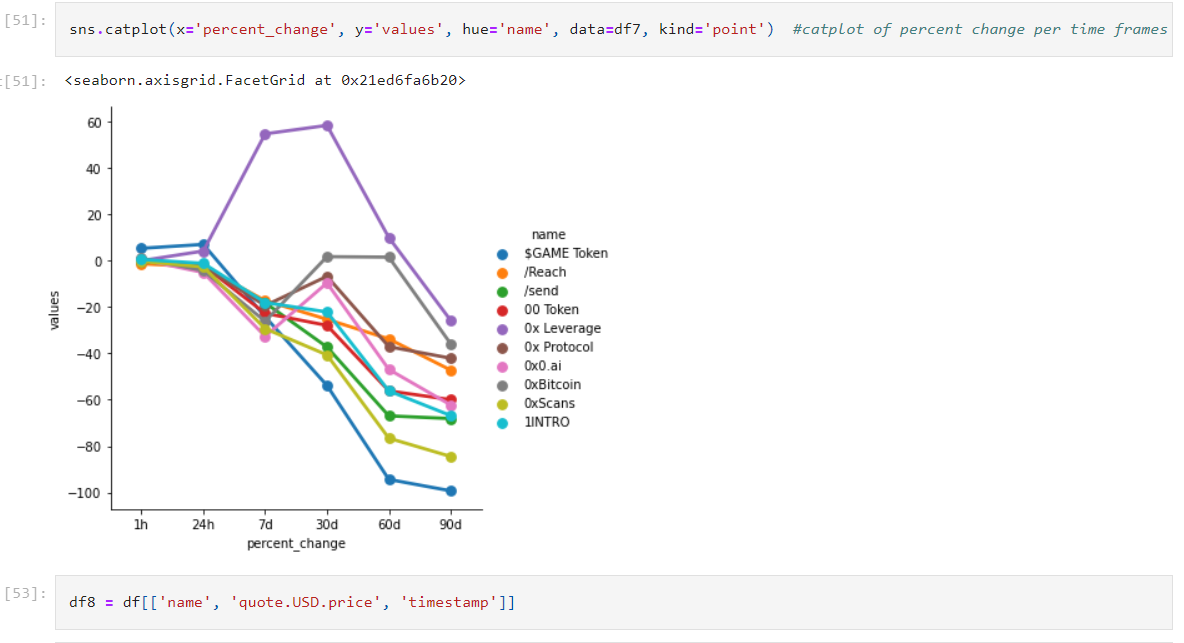 [51]:
sns.catplot(x='percent_change', y='values', hue='name', data=df7, kind='point')  #catplot of percent change per time frames
t[51]: <seaborn.axisgrid.FacetGrid at 0x21ed6fa6b20>
60
40
20
0
−20
−40
−60
−80
−100
values
1h 24h 7d 30d 60d 90d
percent_change
name
$GAME Token
/Reach
/send
00 Token
0x Leverage
0x Protocol
0x0.ai
0xBitcoin
0xScans
1INTRO
[53]:
df8 = df[['name', 'quote.USD.price', 'timestamp']]